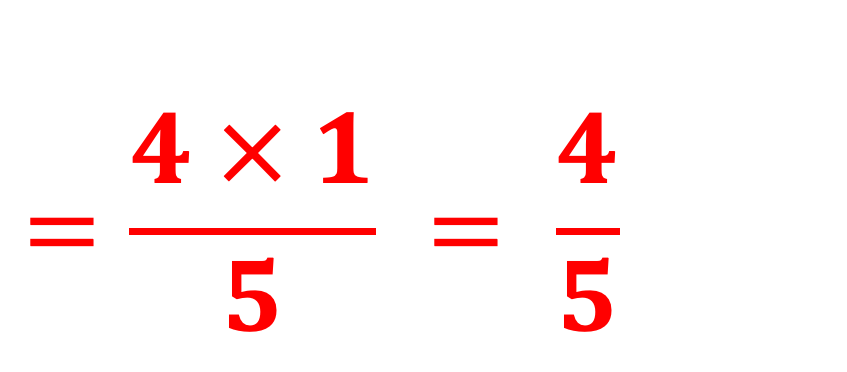 = 4 × 1 / 5 = 4 / 5